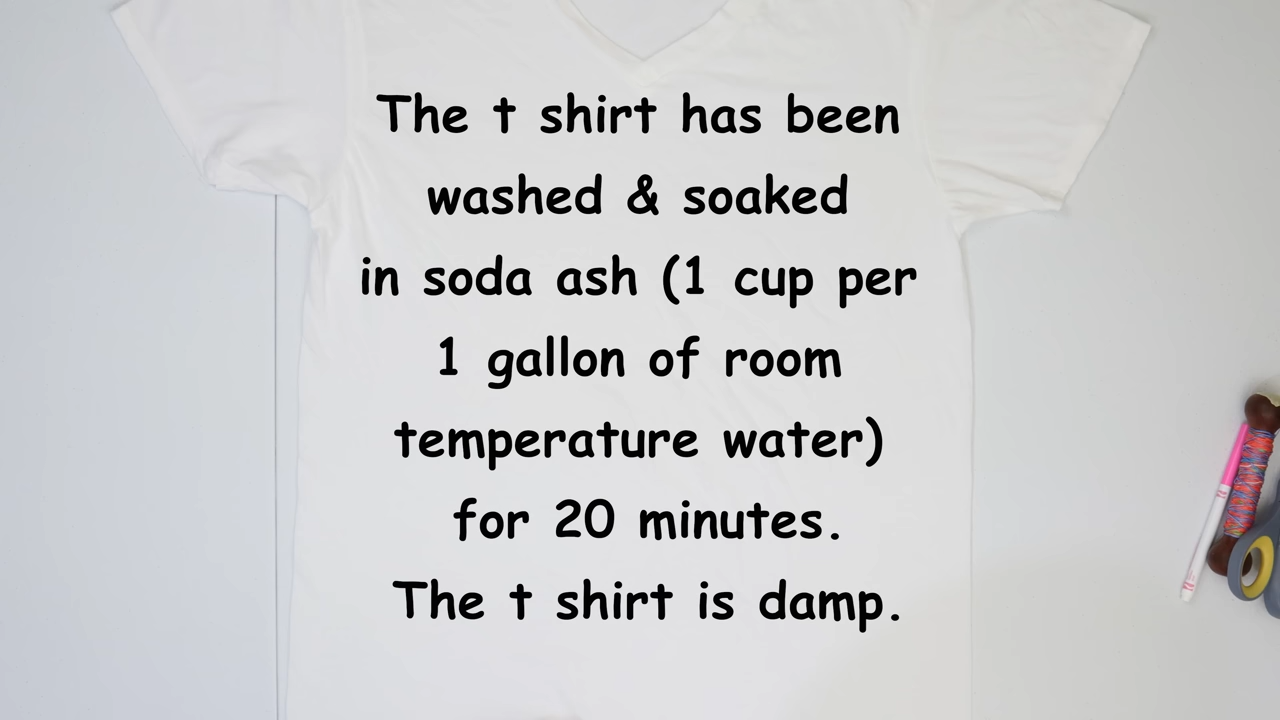 The t shirt has been
washed & soaked
in soda ash (1 cup per
1 gallon of room
temperature water)
for 20 minutes.
The t shirt is damp.